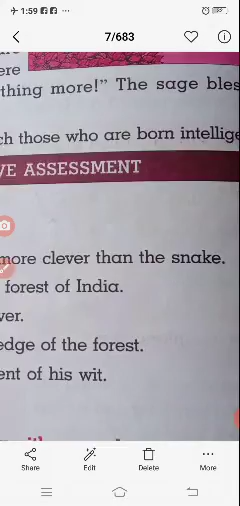 1:59
7/683
ere
thing more!" The sage bles
ch those who are born intellige
VE ASSESSMENT
more clever than the snake.
forest of India.
ver.
edge of the forest.
ent of his wit.
Share Edit Delete More